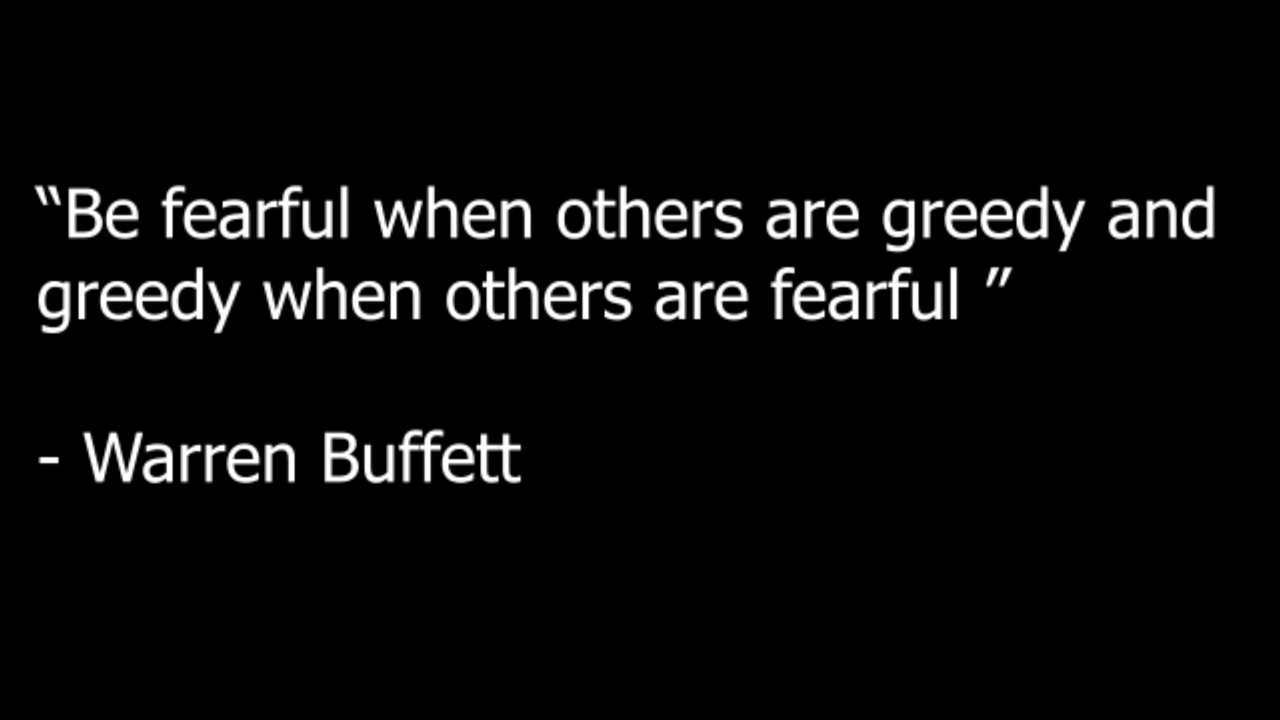 “Be fearful when others are greedy and
greedy when others are fearful ”
- Warren Buffett